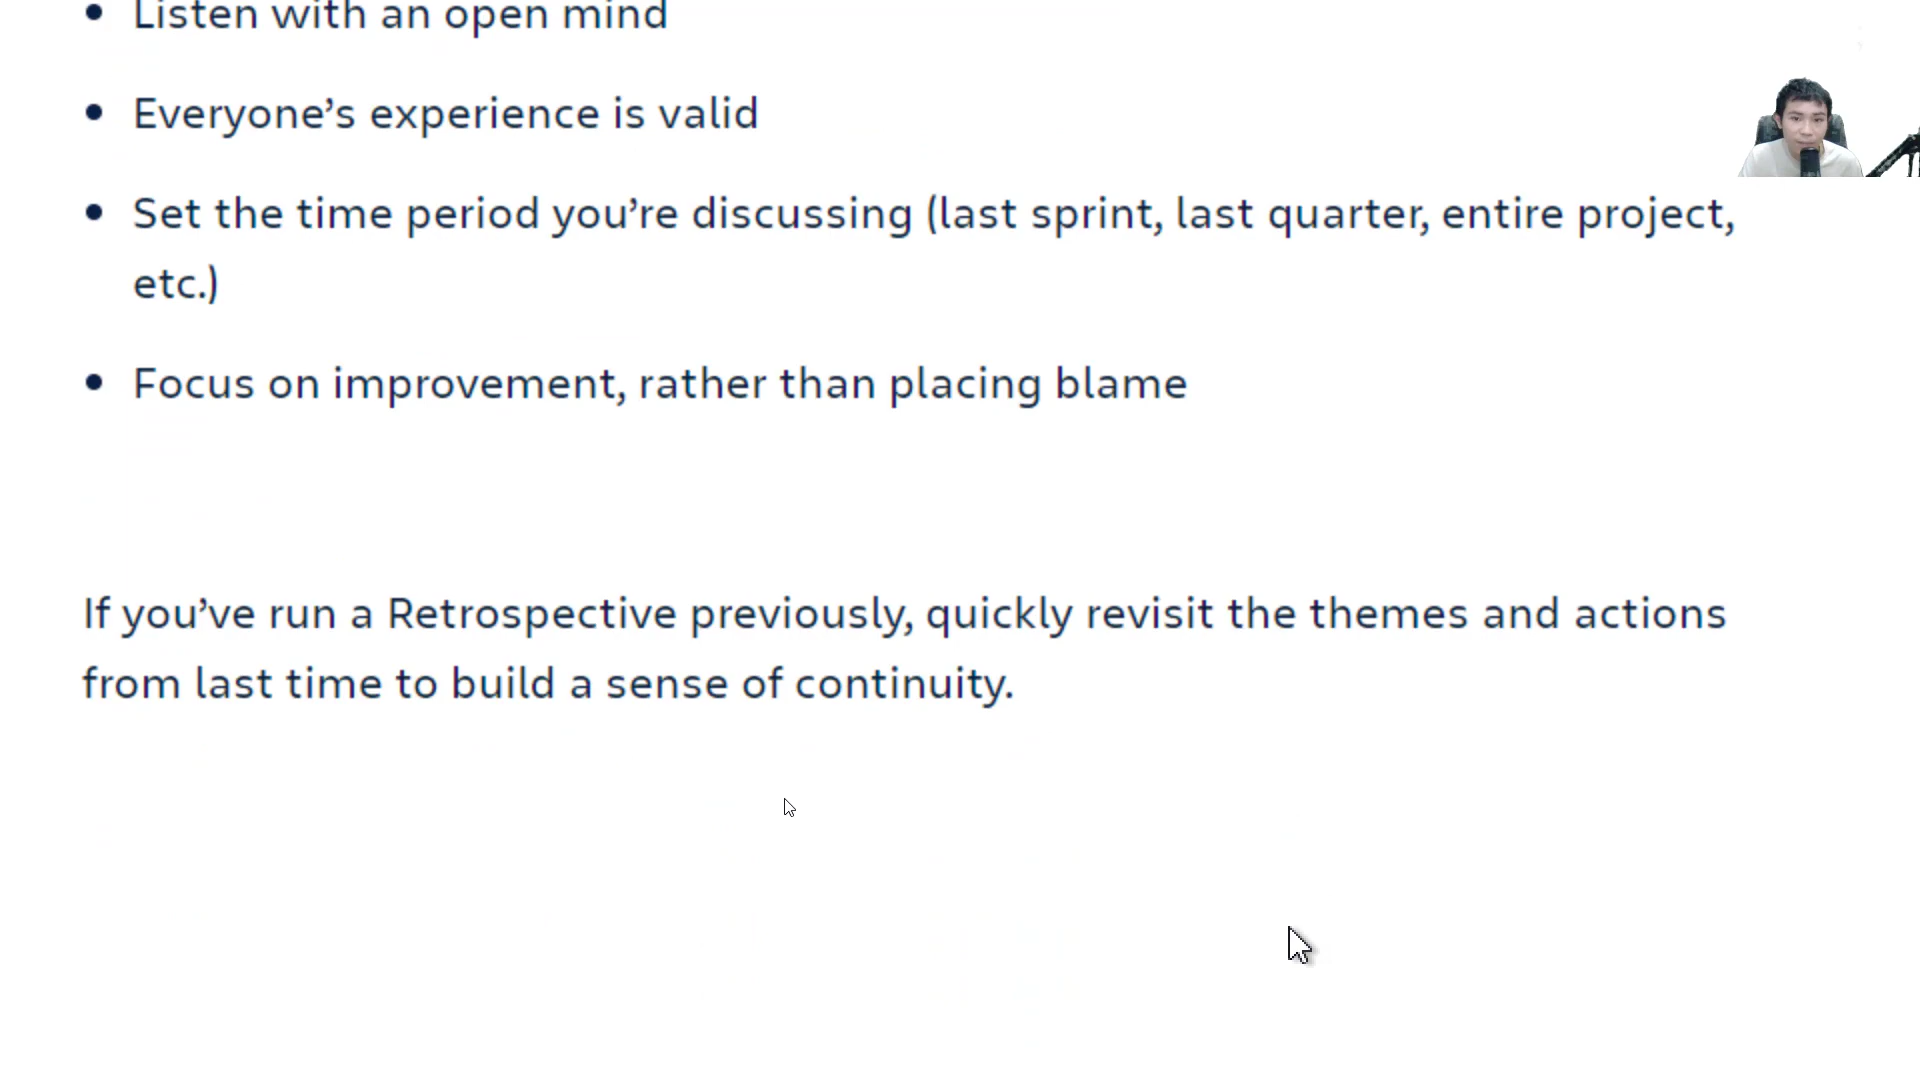 • Listen with an open mind
• Everyone’s experience is valid
• Set the time period you’re discussing (last sprint, last quarter, entire project,
etc.)
• Focus on improvement, rather than placing blame
If you’ve run a Retrospective previously, quickly revisit the themes and actions
from last time to build a sense of continuity.